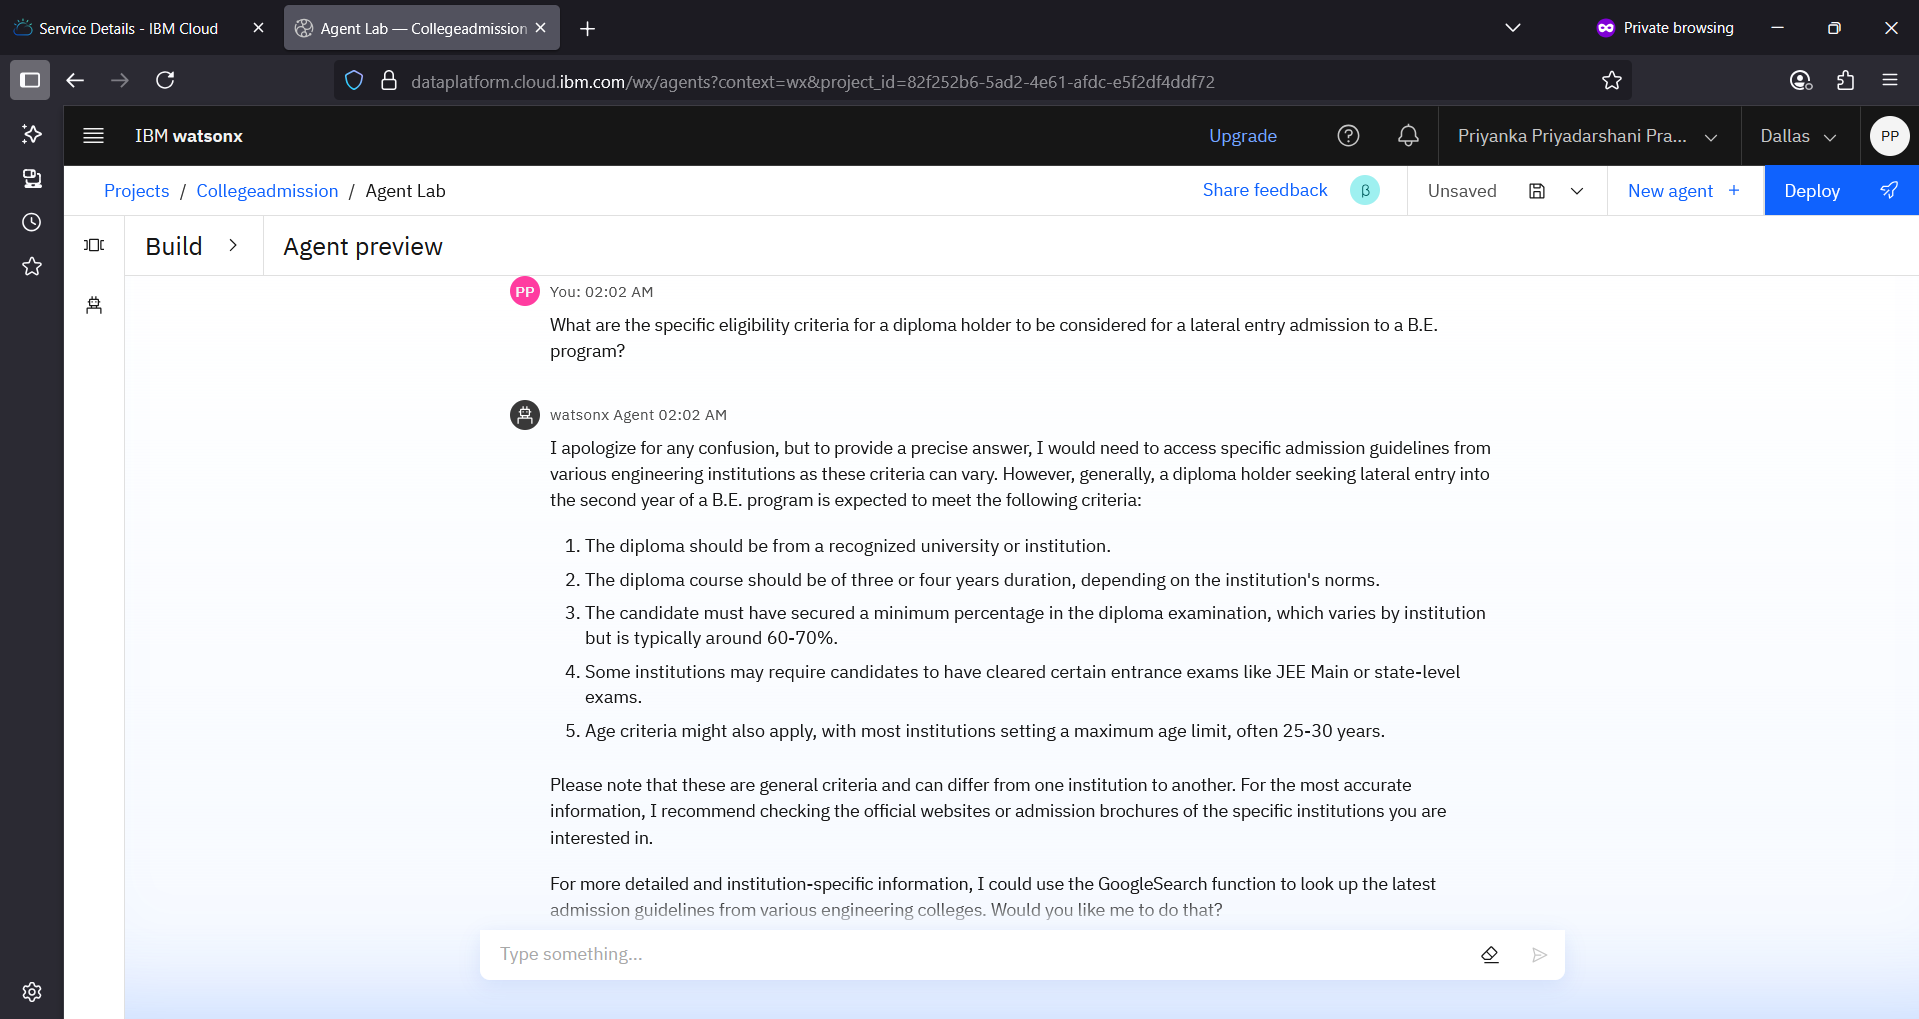 Service Details - IBM Cloud
Agent Lab — Collegeadmission
Private browsing
dataplatform.cloud.ibm.com/wx/agents?context=wx&project_id=82f252b6-5ad2-4e61-afdc-e5f2df4ddf72
IBM watsonx
Upgrade
Priyanka Priyadarshani Pra...
Dallas
PP
Projects / Collegeadmission / Agent Lab
Share feedback
β
Unsaved
New agent +
Deploy
Build
Agent preview
PP
You: 02:02 AM
What are the specific eligibility criteria for a diploma holder to be considered for a lateral entry admission to a B.E.
program?
watsonx Agent 02:02 AM
I apologize for any confusion, but to provide a precise answer, I would need to access specific admission guidelines from
various engineering institutions as these criteria can vary. However, generally, a diploma holder seeking lateral entry into
the second year of a B.E. program is expected to meet the following criteria:
1. The diploma should be from a recognized university or institution.
2. The diploma course should be of three or four years duration, depending on the institution's norms.
3. The candidate must have secured a minimum percentage in the diploma examination, which varies by institution
but is typically around 60-70%.
4. Some institutions may require candidates to have cleared certain entrance exams like JEE Main or state-level
exams.
5. Age criteria might also apply, with most institutions setting a maximum age limit, often 25-30 years.
Please note that these are general criteria and can differ from one institution to another. For the most accurate
information, I recommend checking the official websites or admission brochures of the specific institutions you are
interested in.
For more detailed and institution-specific information, I could use the GoogleSearch function to look up the latest
admission guidelines from various engineering colleges. Would you like me to do that?
Type something...